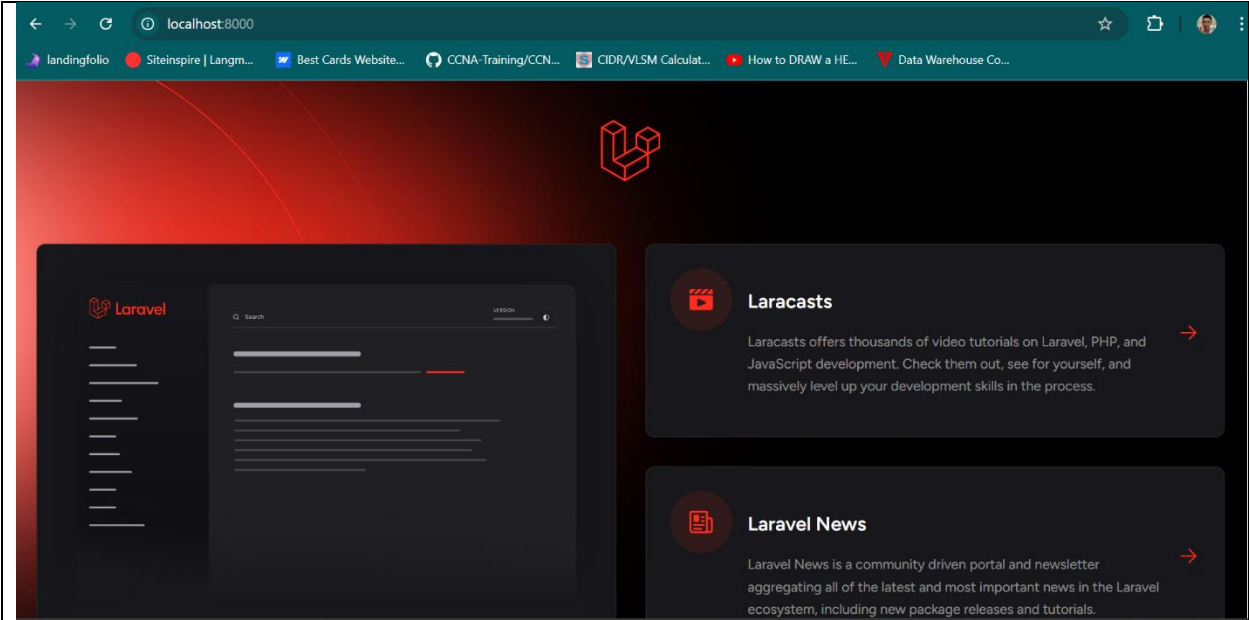 localhost:8000
landingfolio Siteinspire | Langm... Best Cards Website... CCNA-Training/CCN... CIDR/VLSM Calculat... How to DRAW a HE... Data Warehouse Co...
Laravel
Search
VERSION
Laracasts
Laracasts offers thousands of video tutorials on Laravel, PHP, and
JavaScript development. Check them out, see for yourself, and
massively level up your development skills in the process.
Laravel News
Laravel News is a community driven portal and newsletter
aggregating all of the latest and most important news in the Laravel
ecosystem, including new package releases and tutorials.